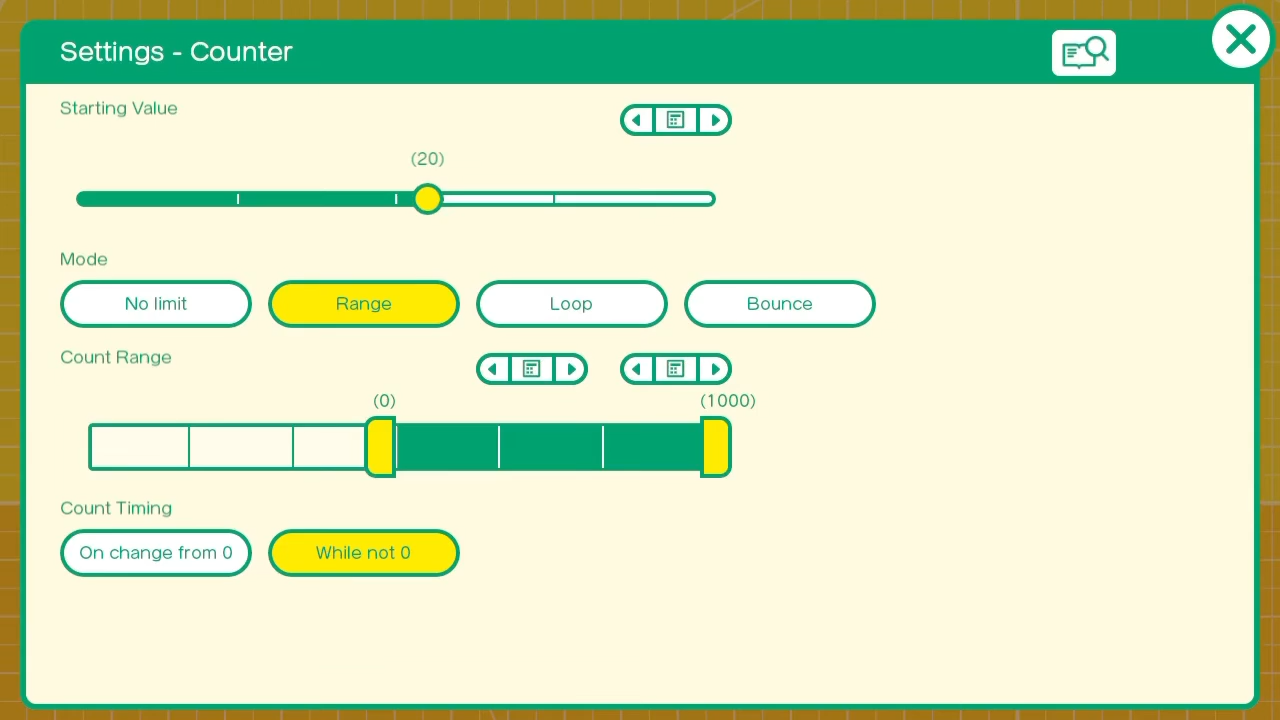 Settings - Counter
Starting Value
(20)
Mode
No limit
Range
Loop
Bounce
Count Range
(0)
(1000)
Count Timing
On change from 0
While not 0